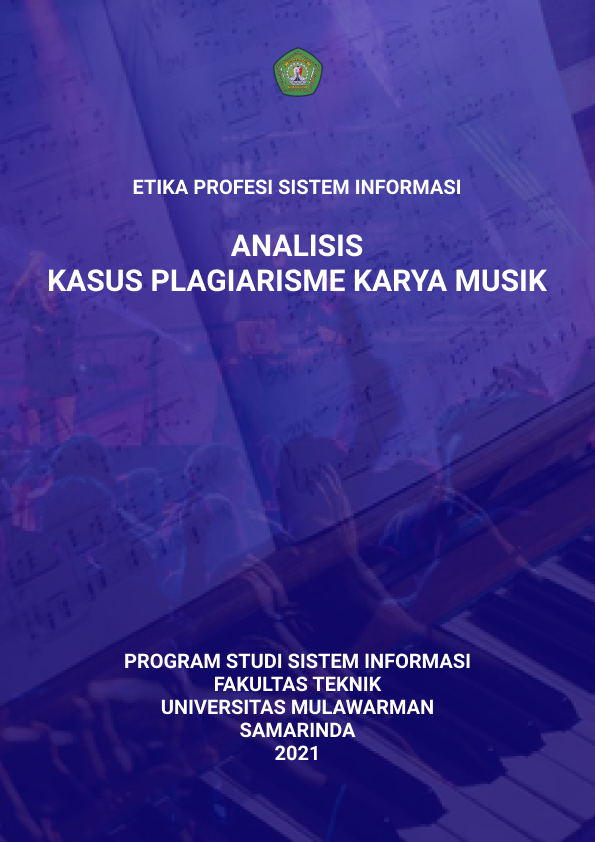 ETIKA PROFESI SISTEM INFORMASI
ANALISIS
KASUS PLAGIARISME KARYA MUSIK
PROGRAM STUDI SISTEM INFORMASI
FAKULTAS TEKNIK
UNIVERSITAS MULAWARMAN
SAMARINDA
2021